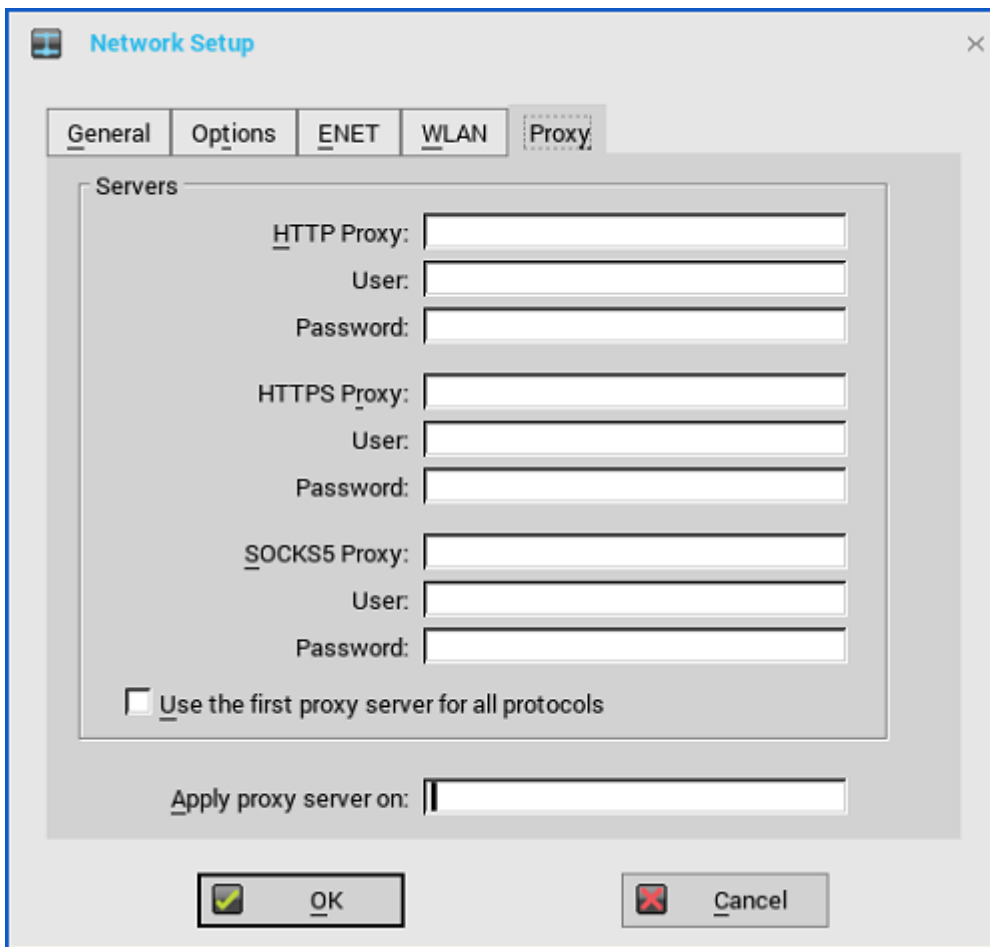 Network Setup
General Options ENET WLAN Proxy
Servers
HTTP Proxy:
User:
Password:
HTTPS Proxy:
User:
Password:
SOCKS5 Proxy:
User:
Password:
Use the first proxy server for all protocols
Apply proxy server on:
OK Cancel